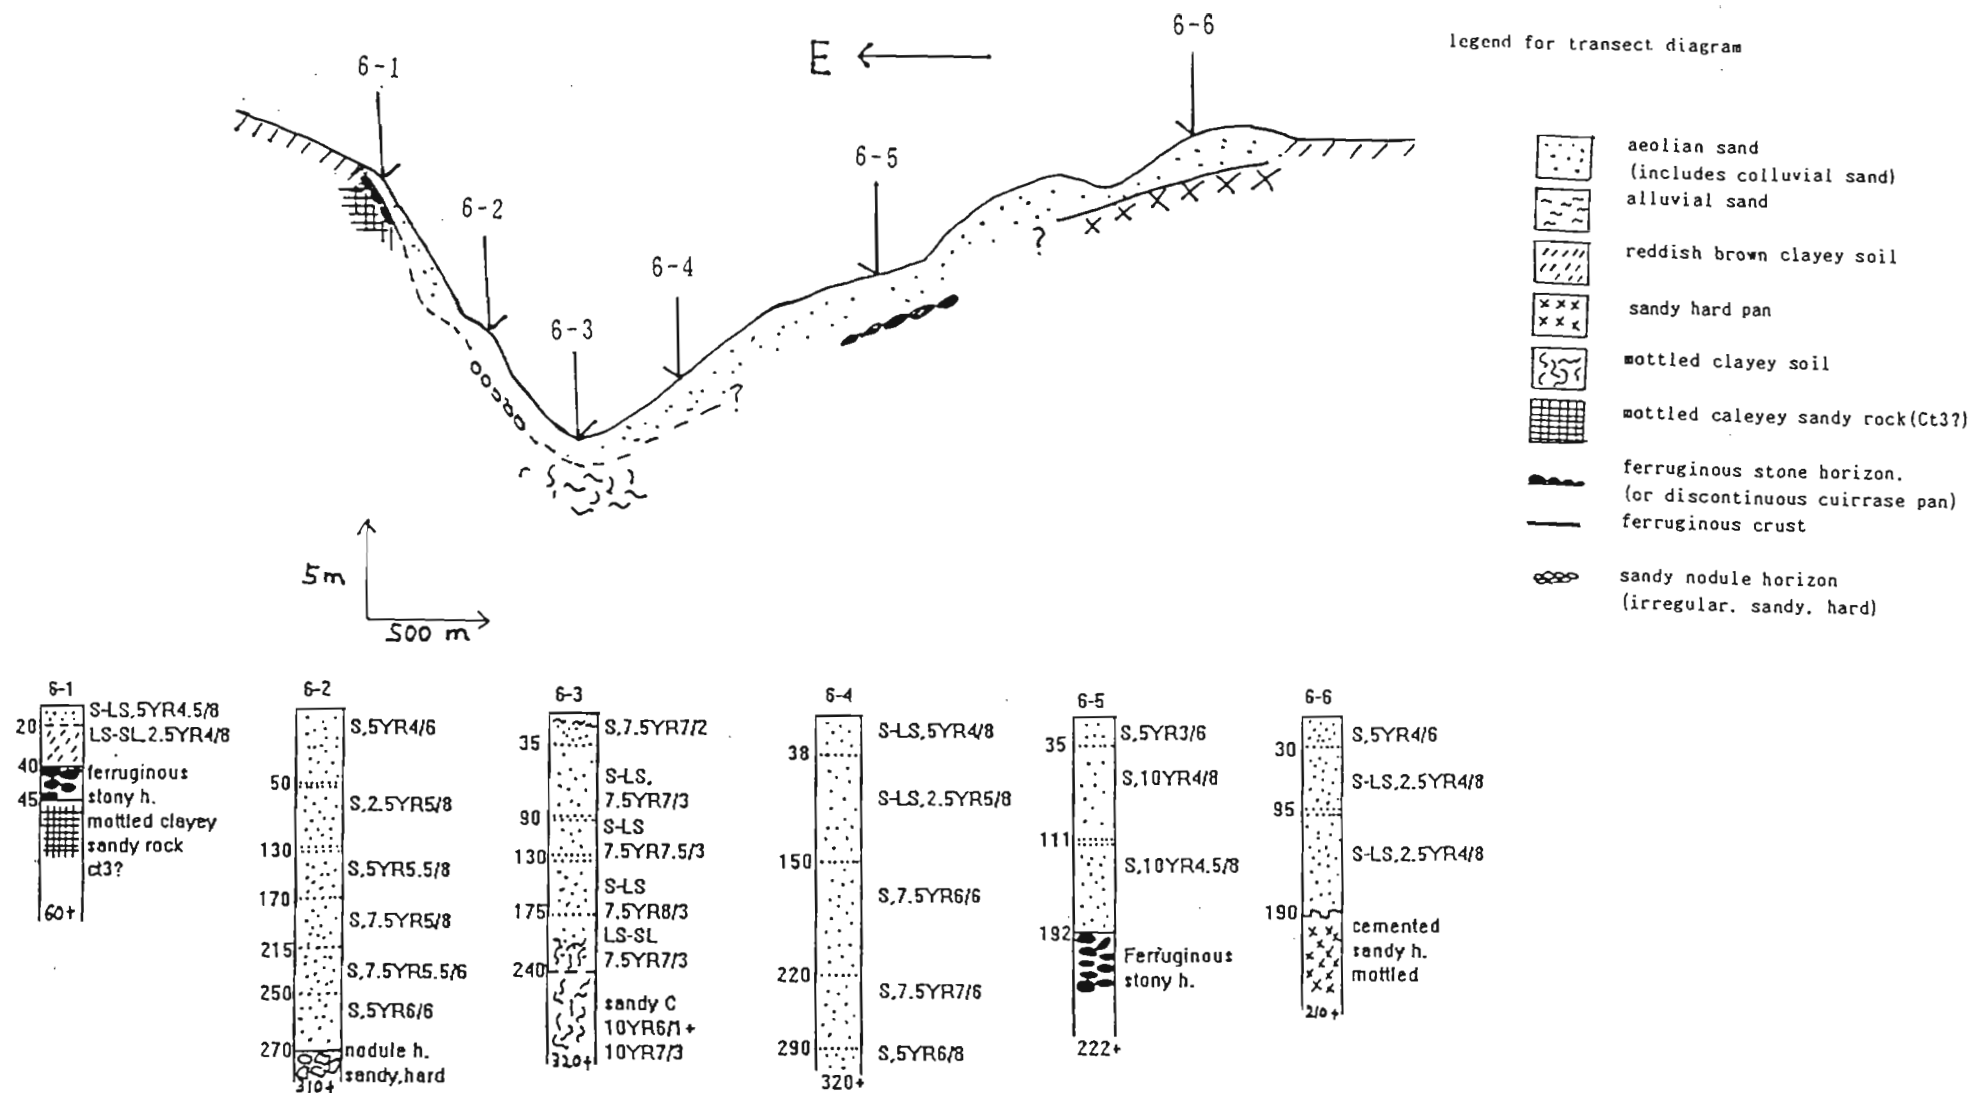 6-6
legend for transect diagram
E
6-1
6-5
6-2
6-4
6-3
?
?
5m
500 m
aeolian sand
(includes colluvial sand)
alluvial sand
reddish brown clayey soil
sandy hard pan
mottled clayey soil
mottled caleyey sandy rock(Ct3?)
ferruginous stone horizon.
(or discontinuous cuirrase pan)
ferruginous crust
sandy nodule horizon
(irregular. sandy. hard)
6-1
S-LS,5YR4.5/8
20
LS-SL,2.5YR4/8
40
ferruginous
stony h.
45
mottled clayey
sandy rock
ct3?
60+
6-2
S,5YR4/6
50
S,2.5YR5/8
130
S,5YR5.5/8
170
S,7.5YR5/8
215
S,7.5YR5.5/6
250
S,5YR6/6
270
nodule h.
sandy,hard
310+
6-3
S,7.5YR7/2
35
S-LS,
7.5YR7/3
90
S-LS
7.5YR7.5/3
130
S-LS
7.5YR8/3
175
LS-SL
7.5YR7/3
240
sandy C
10YR6/1+
10YR7/3
320+
6-4
S-LS,5YR4/8
38
S-LS,2.5YR5/8
150
S,7.5YR6/6
220
S,7.5YR7/6
290
S,5YR6/8
320+
6-5
S,5YR3/6
35
S,10YR4/8
111
S,10YR4.5/8
192
Ferruginous
stony h.
222+
6-6
S,5YR4/6
30
S-LS,2.5YR4/8
95
S-LS,2.5YR4/8
190
cemented
sandy h.
mottled
210+